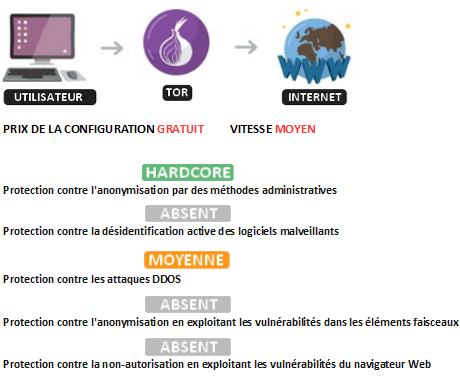 WWW
UTILISATEUR
TOR
INTERNET
PRIX DE LA CONFIGURATION GRATUIT VITESSE MOYEN
HARDCORE
Protection contre l'anonymisation par des méthodes administratives
ABSENT
Protection contre la désidentification active des logiciels malveillants
MOYENNE
Protection contre les attaques DDOS
ABSENT
Protection contre l'anonymisation en exploitant les vulnérabilités dans les éléments faisceaux
ABSENT
Protection contre la non-autorisation en exploitant les vulnérabilités du navigateur Web